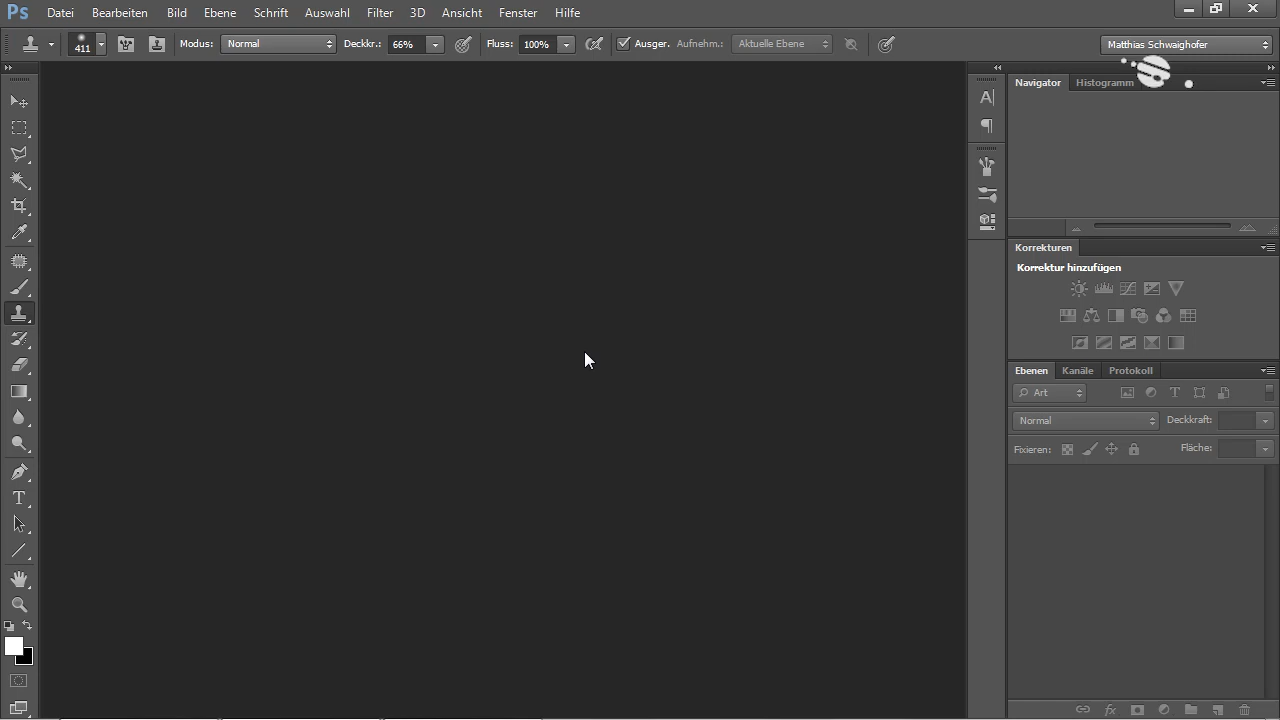 Ps Datei Bearbeiten Bild Ebene Schrift Auswahl Filter 3D Ansicht Fenster Hilfe
411 Modus: Normal Deckkr.: 66% Fluss: 100% Ausger. Aufnehm.: Aktuelle Ebene Matthias Schwaighofer
Navigator Histogramm
Korrekturen
Korrektur hinzufügen
Ebenen Kanäle Protokoll
Art
Normal Deckkraft:
Fixieren: Fläche: